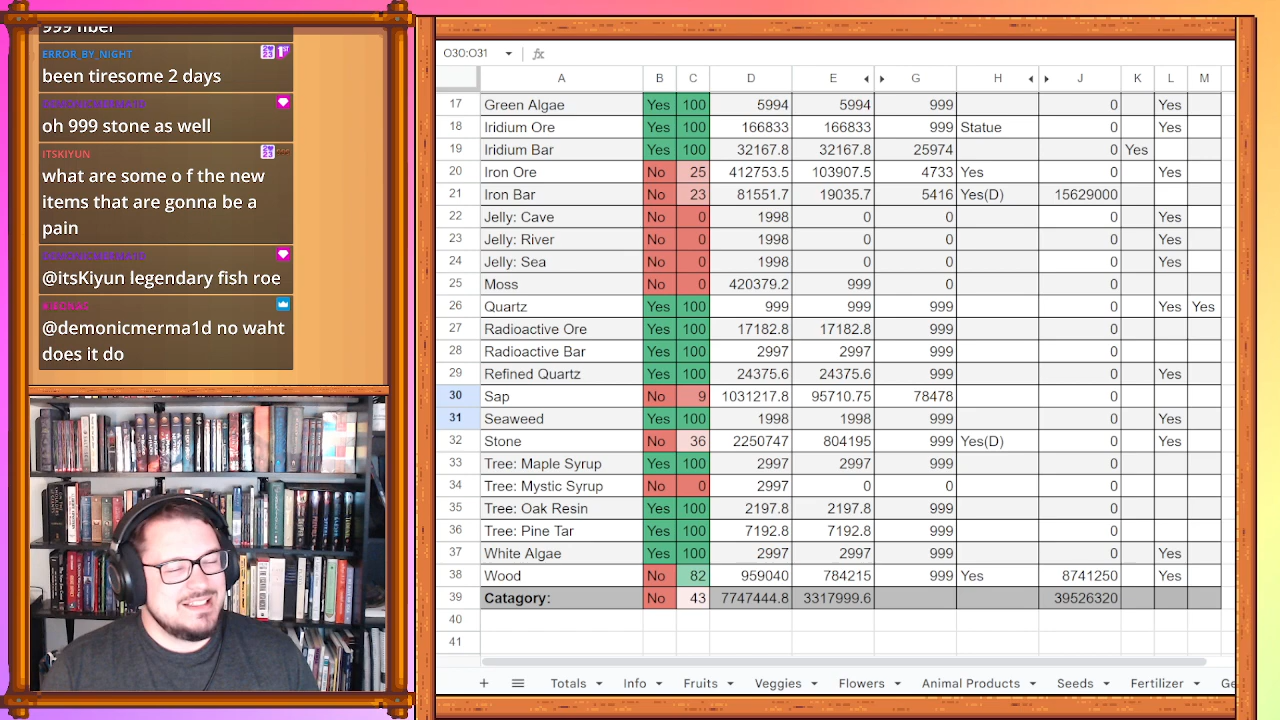 999 fiber
ERROR_BY_NIGHT
been tiresome 2 days
DEMONICMERMA1D
oh 999 stone as well
ITSKIYUN
what are some o f the new
items that are gonna be a
pain
DEMONICMERMA1D
@itsKiyun legendary fish roe
@demonicmerma1d no waht
does it do
O30:O31 fx
A B C D E G H J K L M
17 Green Algae Yes 100 5994 5994 999 0 Yes
18 Iridium Ore Yes 100 166833 166833 999 Statue 0 Yes
19 Iridium Bar Yes 100 32167.8 32167.8 25974 0 Yes
20 Iron Ore No 25 412753.5 103907.5 4733 Yes 0 Yes
21 Iron Bar No 23 81551.7 19035.7 5416 Yes(D) 15629000
22 Jelly: Cave No 0 1998 0 0 0 Yes
23 Jelly: River No 0 1998 0 0 0 Yes
24 Jelly: Sea No 0 1998 0 0 0 Yes
25 Moss No 0 420379.2 999 0 0
26 Quartz Yes 100 999 999 999 0 Yes Yes
27 Radioactive Ore Yes 100 17182.8 17182.8 999 0
28 Radioactive Bar Yes 100 2997 2997 999 0
29 Refined Quartz Yes 100 24375.6 24375.6 999 0 Yes
30 Sap No 9 1031217.8 95710.75 78478 0
31 Seaweed Yes 100 1998 1998 999 0 Yes
32 Stone No 36 2250747 804195 999 Yes(D) 0 Yes
33 Tree: Maple Syrup Yes 100 2997 2997 999 0
34 Tree: Mystic Syrup No 0 2997 0 0 0
35 Tree: Oak Resin Yes 100 2197.8 2197.8 999 0
36 Tree: Pine Tar Yes 100 7192.8 7192.8 999 0
37 White Algae Yes 100 2997 2997 999 0 Yes
38 Wood No 82 959040 784215 999 Yes 8741250 Yes
39 Catagory: No 43 7747444.8 3317999.6 39526320
40
41
+ Totals Info Fruits Veggies Flowers Animal Products Seeds Fertilizer Ge